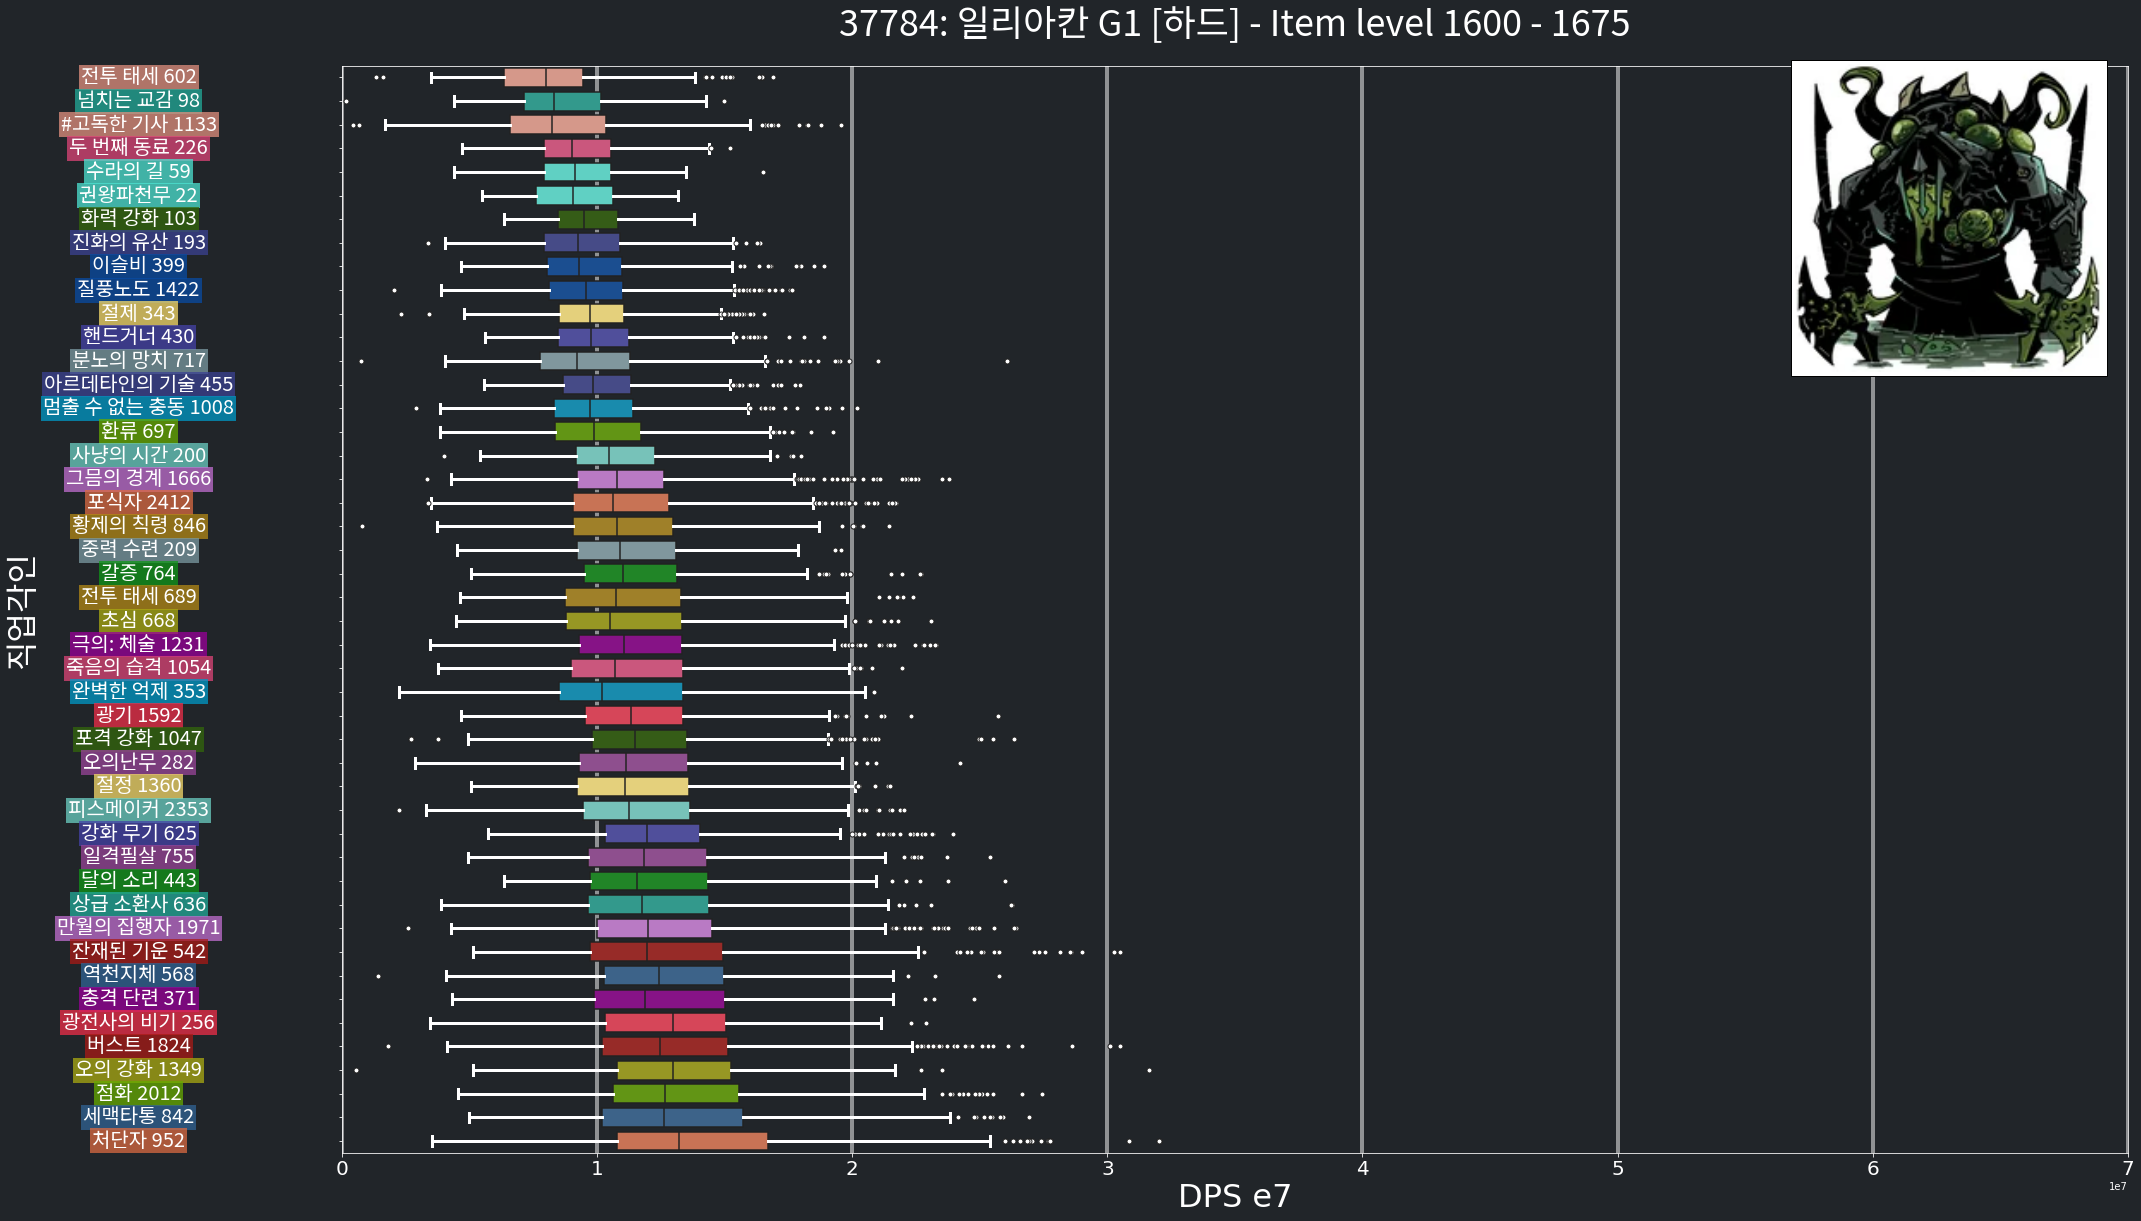 37784: 일리아칸 G1 [하드] - Item level 1600 - 1675
직업각인
전투 태세 602
넘치는 교감 98
#고독한 기사 1133
두 번째 동료 226
수라의 길 59
권왕파천무 22
화력 강화 103
진화의 유산 193
이슬비 399
질풍노도 1422
절제 343
핸드거너 430
분노의 망치 717
아르데타인의 기술 455
멈출 수 없는 충동 1008
환류 697
사냥의 시간 200
그믐의 경계 1666
포식자 2412
황제의 칙령 846
중력 수련 209
갈증 764
전투 태세 689
초심 668
극의: 체술 1231
죽음의 습격 1054
완벽한 억제 353
광기 1592
포격 강화 1047
오의난무 282
절정 1360
피스메이커 2353
강화 무기 625
일격필살 755
달의 소리 443
상급 소환사 636
만월의 집행자 1971
잔재된 기운 542
역천지체 568
충격 단련 371
광전사의 비기 256
버스트 1824
오의 강화 1349
점화 2012
세맥타통 842
처단자 952
0 1 2 3 4 5 6 7
DPS e7
1e7